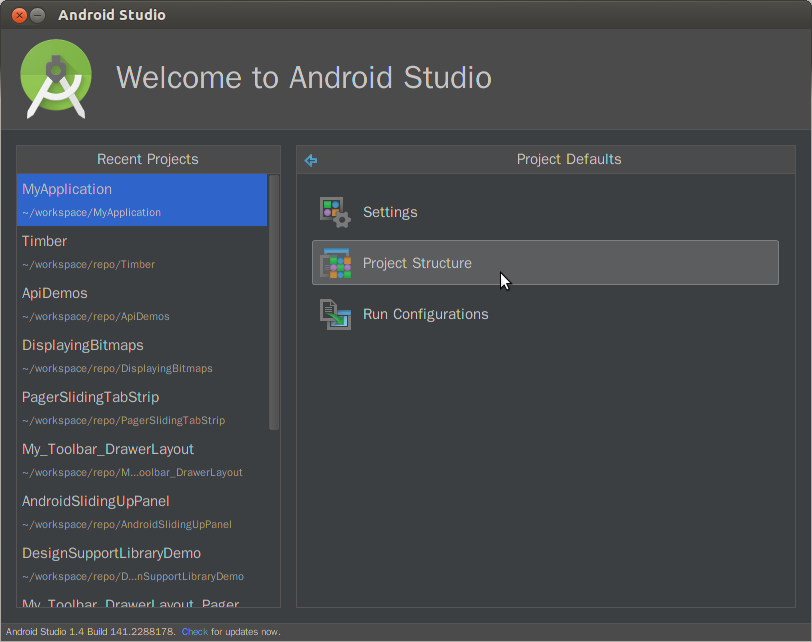 Android Studio
Welcome to Android Studio
Recent Projects
MyApplication
~/workspace/MyApplication
Timber
~/workspace/repo/Timber
ApiDemos
~/workspace/repo/ApiDemos
DisplayingBitmaps
~/workspace/repo/DisplayingBitmaps
PagerSlidingTabStrip
~/workspace/repo/PagerSlidingTabStrip
My_Toolbar_DrawerLayout
~/workspace/repo/M...oolbar_DrawerLayout
AndroidSlidingUpPanel
~/workspace/repo/AndroidSlidingUpPanel
DesignSupportLibraryDemo
~/workspace/repo/D...nSupportLibraryDemo
My_Toolbar_DrawerLayout_Pager
Project Defaults
Settings
Project Structure
Run Configurations
Android Studio 1.4 Build 141.2288178. Check for updates now.